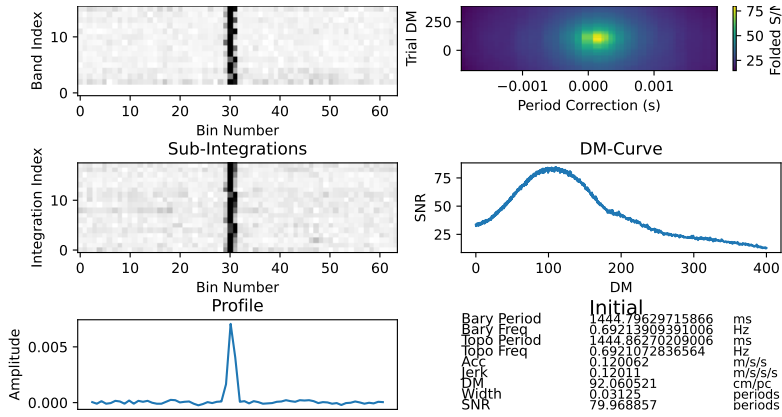 10
0
Band Index
0 10 20 30 40 50 60
Bin Number
250
0
Trial DM
−0.001 0.000 0.001
Period Correction (s)
75
50
25
Sub-Integrations
10
0
Integration Index
0 10 20 30 40 50 60
Bin Number
DM-Curve
75
50
25
SNR
0 100 200 300 400
DM
Profile
0.005
0.000
Amplitude
Initial
Bary Period 1444.79629715866 ms
Bary Freq 0.69213909391006 Hz
Topo Period 1444.86270209006 ms
Topo Freq 0.6921072836564 Hz
Acc 0.120062 m/s/s
Jerk 0.12011 m/s/s/s
DM 92.060521 cm/pc
Width 0.03125 periods
SNR 79.968857 periods